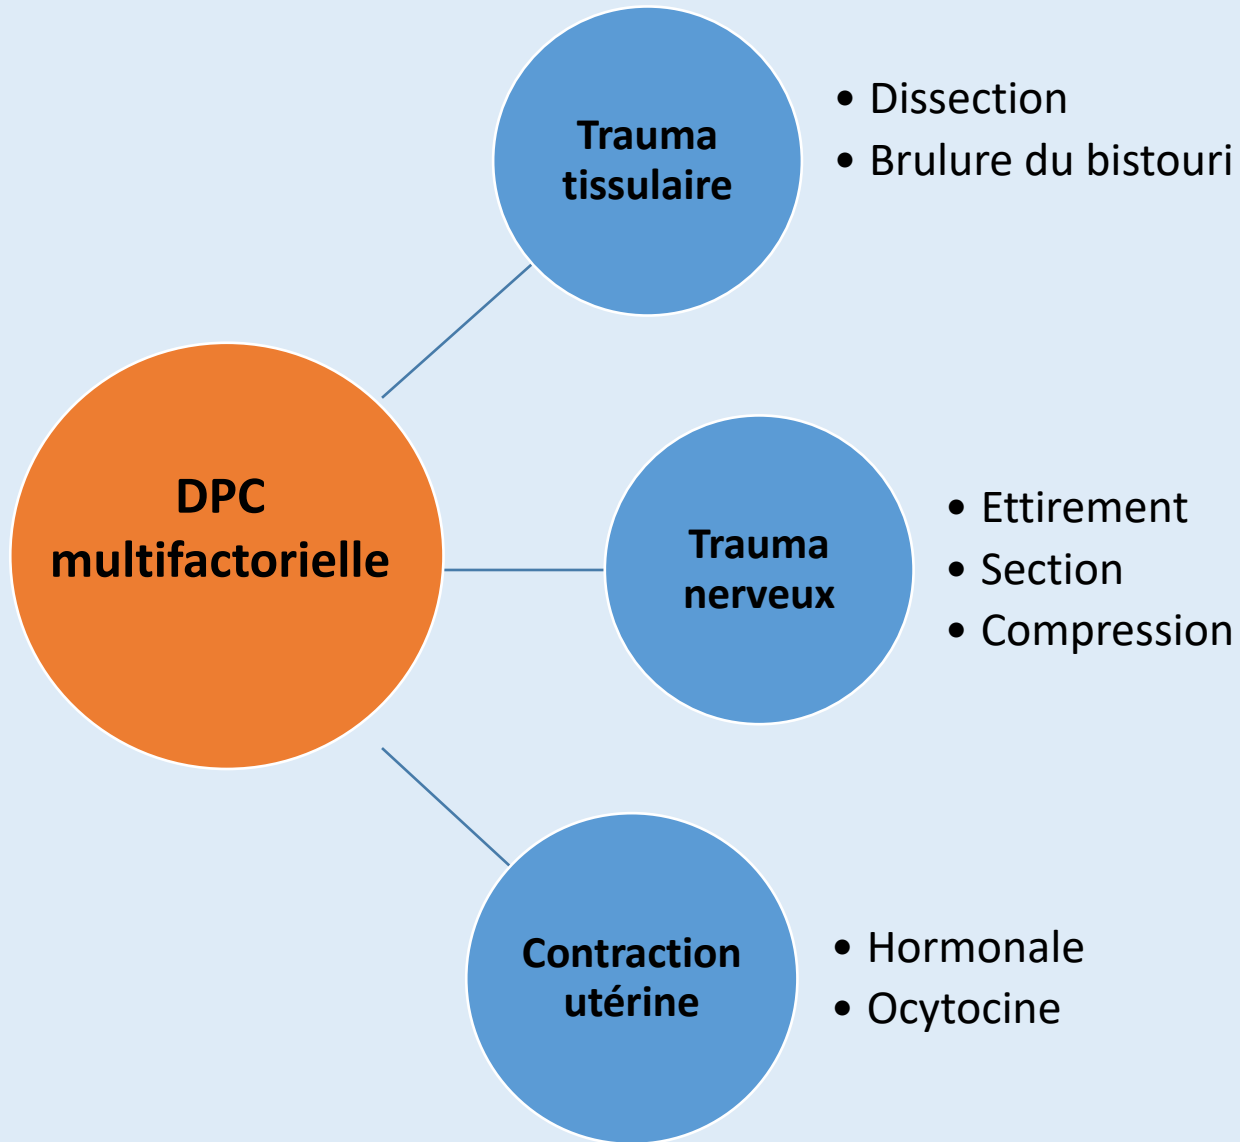 Trauma
tissulaire
• Dissection
• Brulure du bistouri
DPC
multifactorielle
Trauma
nerveux
• Ettirement
• Section
• Compression
Contraction
utérine
• Hormonale
• Ocytocine